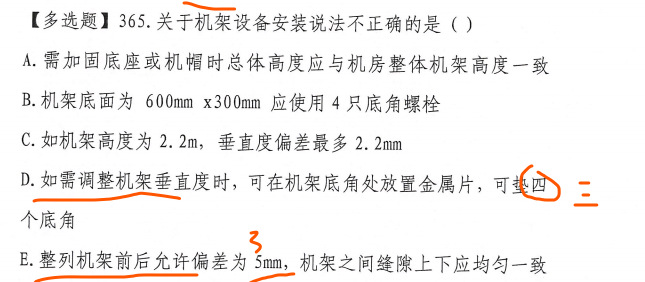 【多选题】365.关于机架设备安装说法不正确的是（ ）
A.需加固底座或机帽时总体高度应与机房整体机架高度一致
B.机架底面为 600mm x300mm 应使用 4 只底角螺栓
C.如机架高度为 2.2m，垂直度偏差最多 2.2mm
D.如需调整机架垂直度时，可在机架底角处放置金属片，可垫四 三
个底角
3
E.整列机架前后允许偏差为 5mm，机架之间缝隙上下应均匀一致